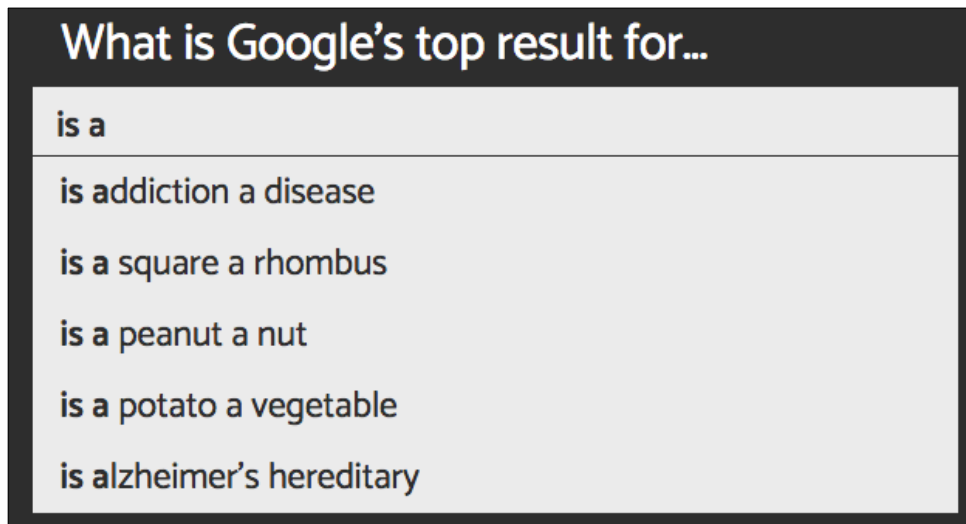 What is Google's top result for...
is a
is addiction a disease
is a square a rhombus
is a peanut a nut
is a potato a vegetable
is alzheimer's hereditary